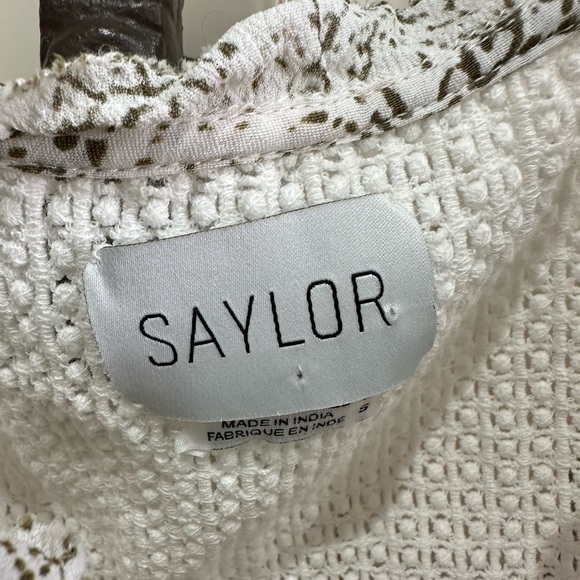 SAYLOR
MADE IN INDIA S
FABRIQUE EN INDE